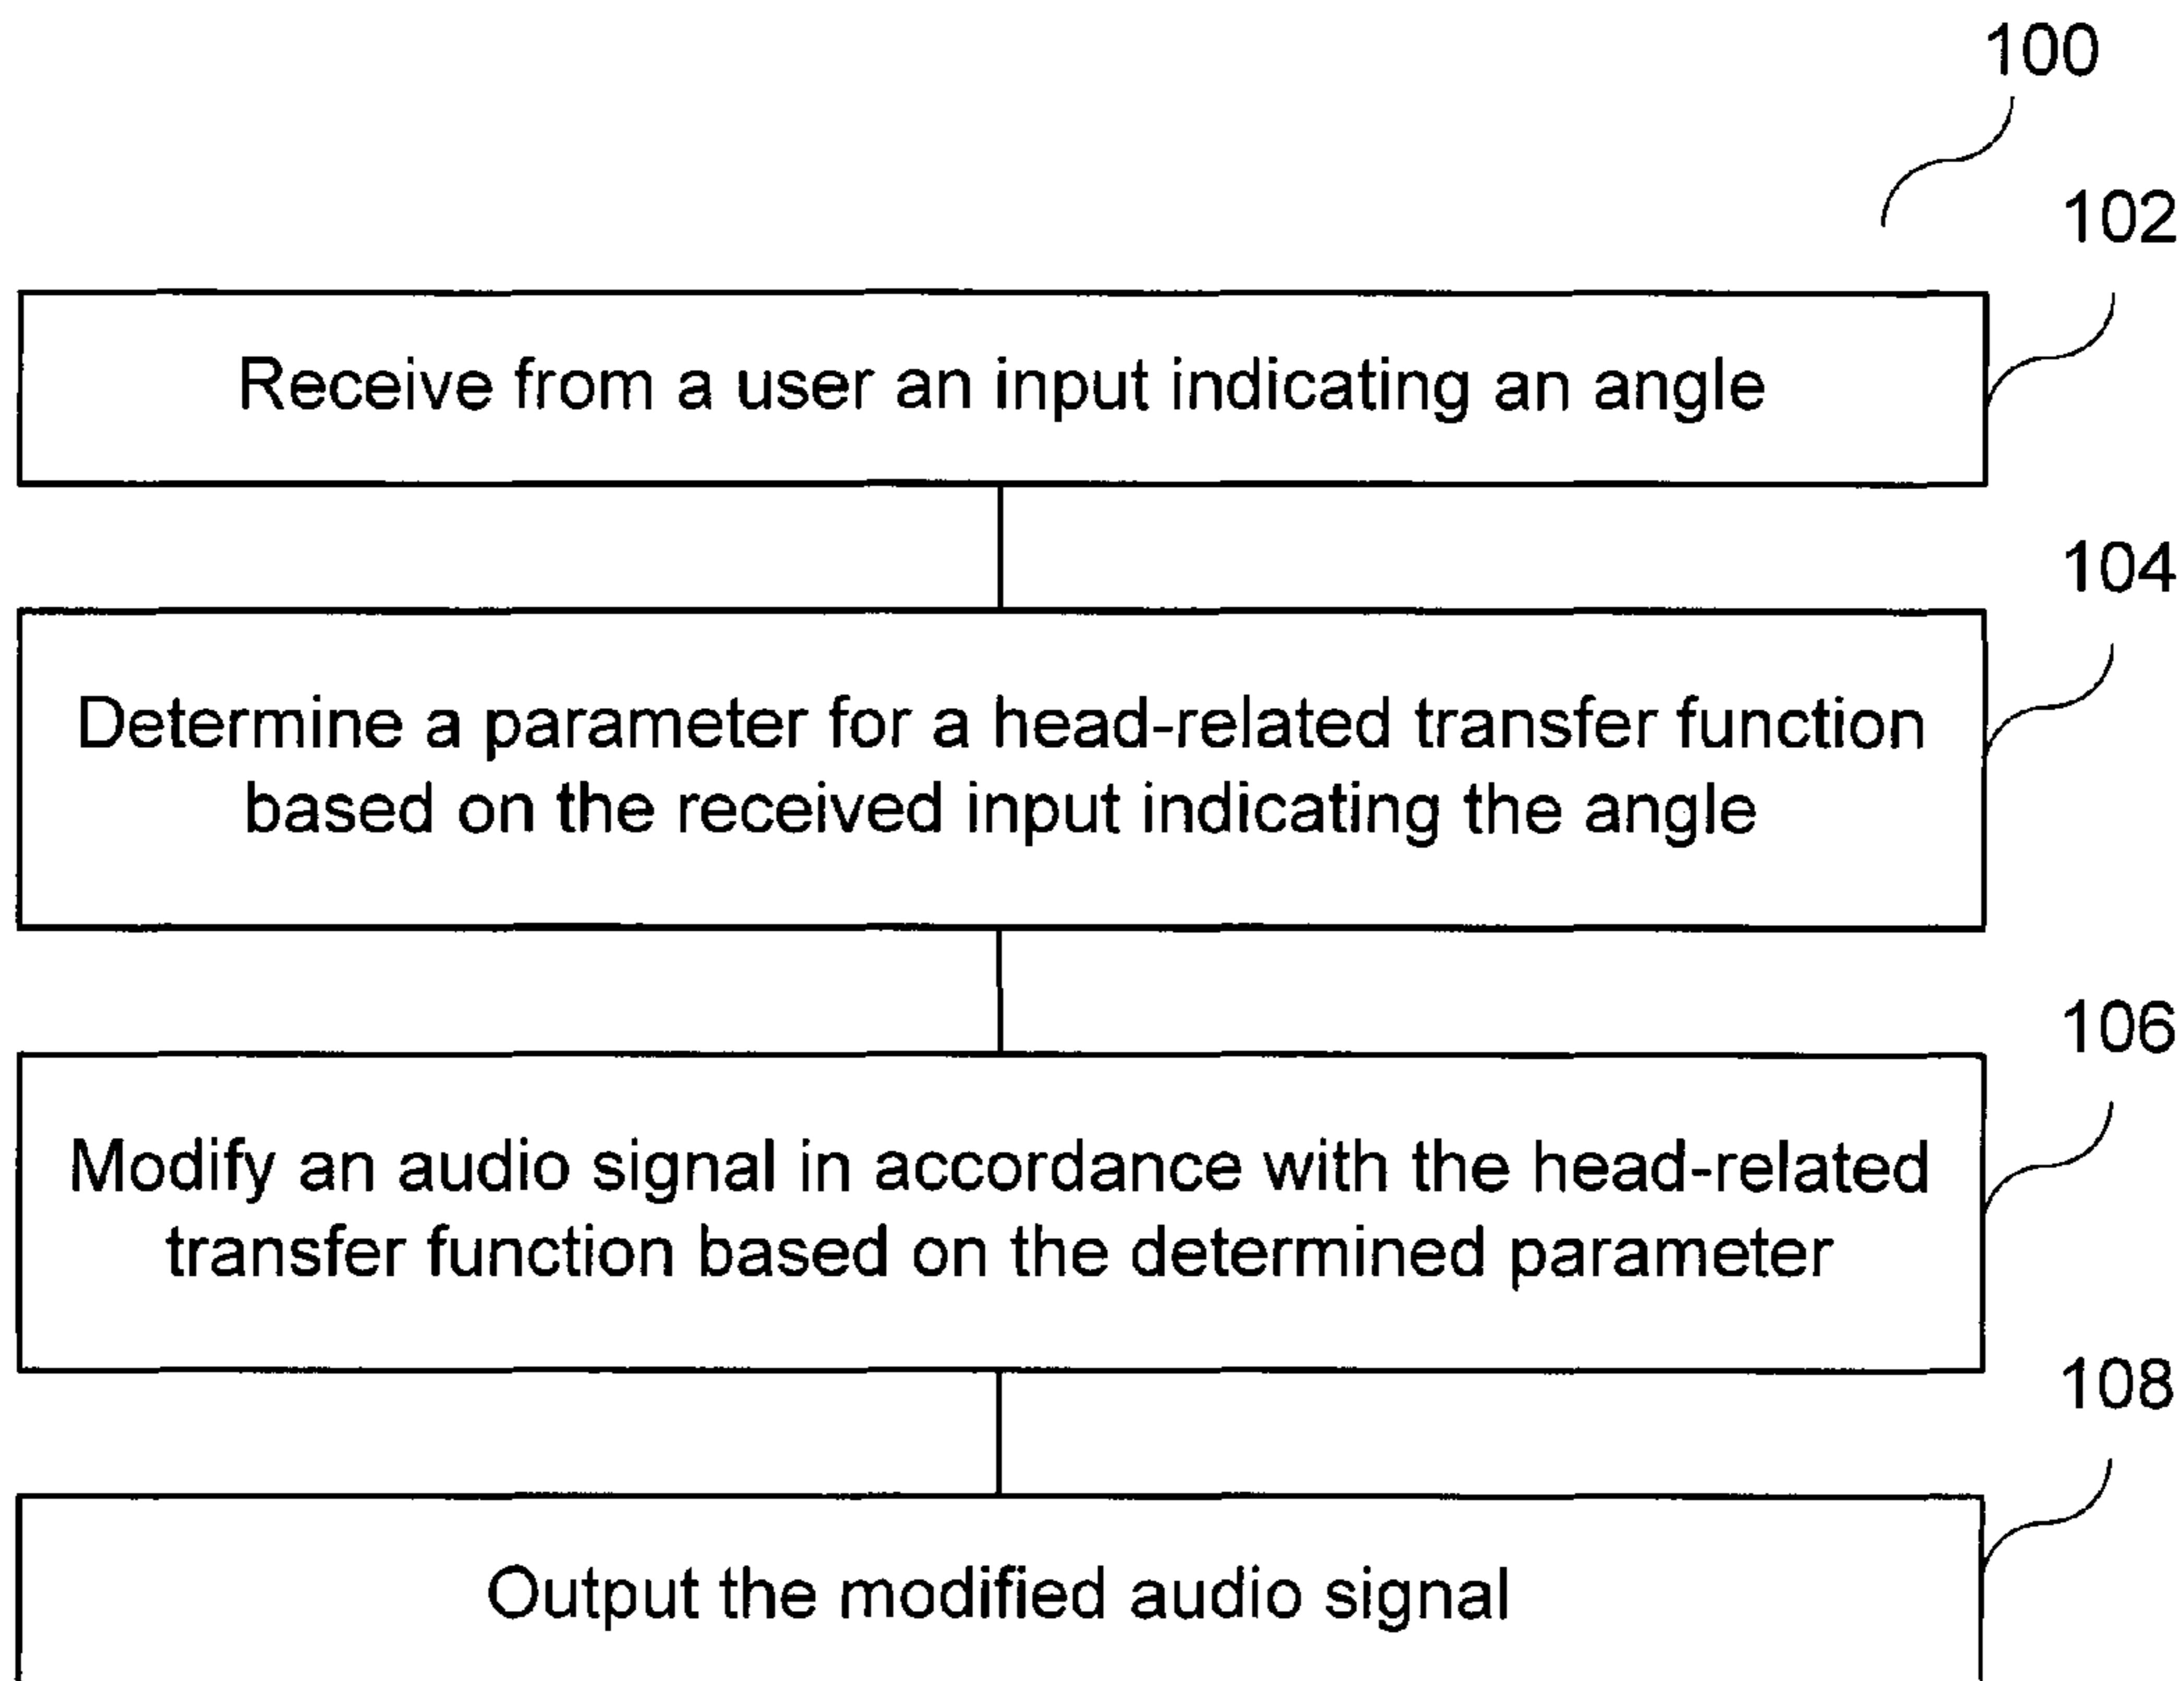 100
102
Receive from a user an input indicating an angle
104
Determine a parameter for a head-related transfer function
based on the received input indicating the angle
106
Modify an audio signal in accordance with the head-related
transfer function based on the determined parameter
108
Output the modified audio signal